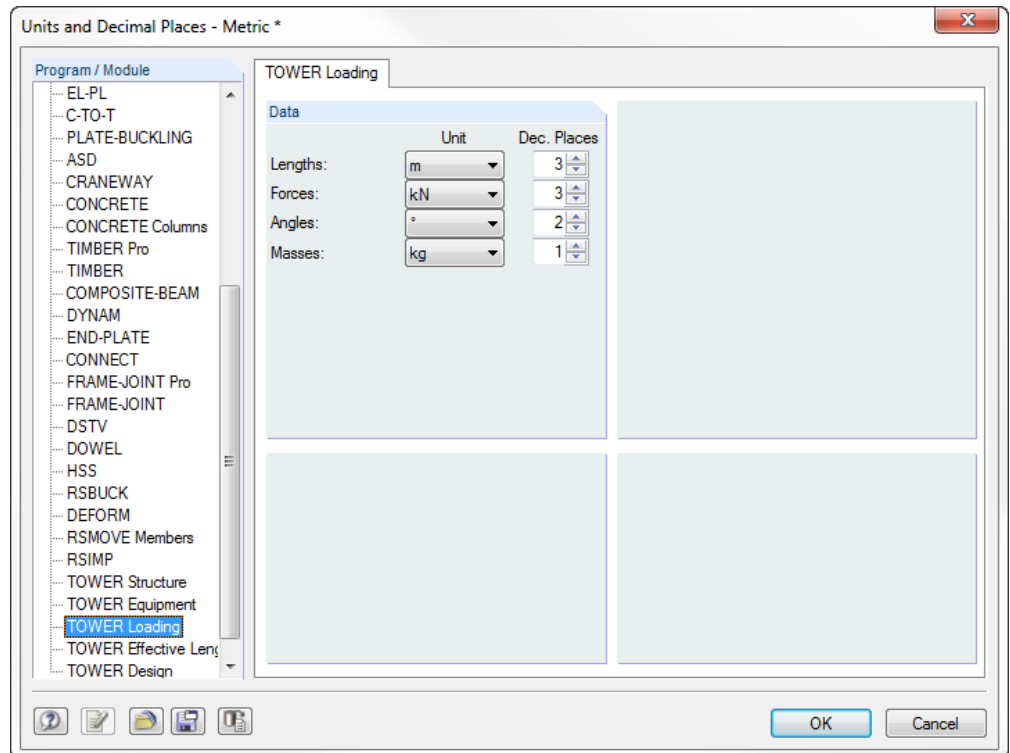 Units and Decimal Places - Metric *
Program / Module
EL-PL
C-TO-T
PLATE-BUCKLING
ASD
CRANEWAY
CONCRETE
CONCRETE Columns
TIMBER Pro
TIMBER
COMPOSITE-BEAM
DYNAM
END-PLATE
CONNECT
FRAME-JOINT Pro
FRAME-JOINT
DSTV
DOWEL
HSS
RSBUCK
DEFORM
RSMOVE Members
RSIMP
TOWER Structure
TOWER Equipment
TOWER Loading
TOWER Effective Leng
TOWER Design
TOWER Loading
Data
Unit Dec. Places
Lengths: m 3
Forces: kN 3
Angles: ° 2
Masses: kg 1
OK Cancel